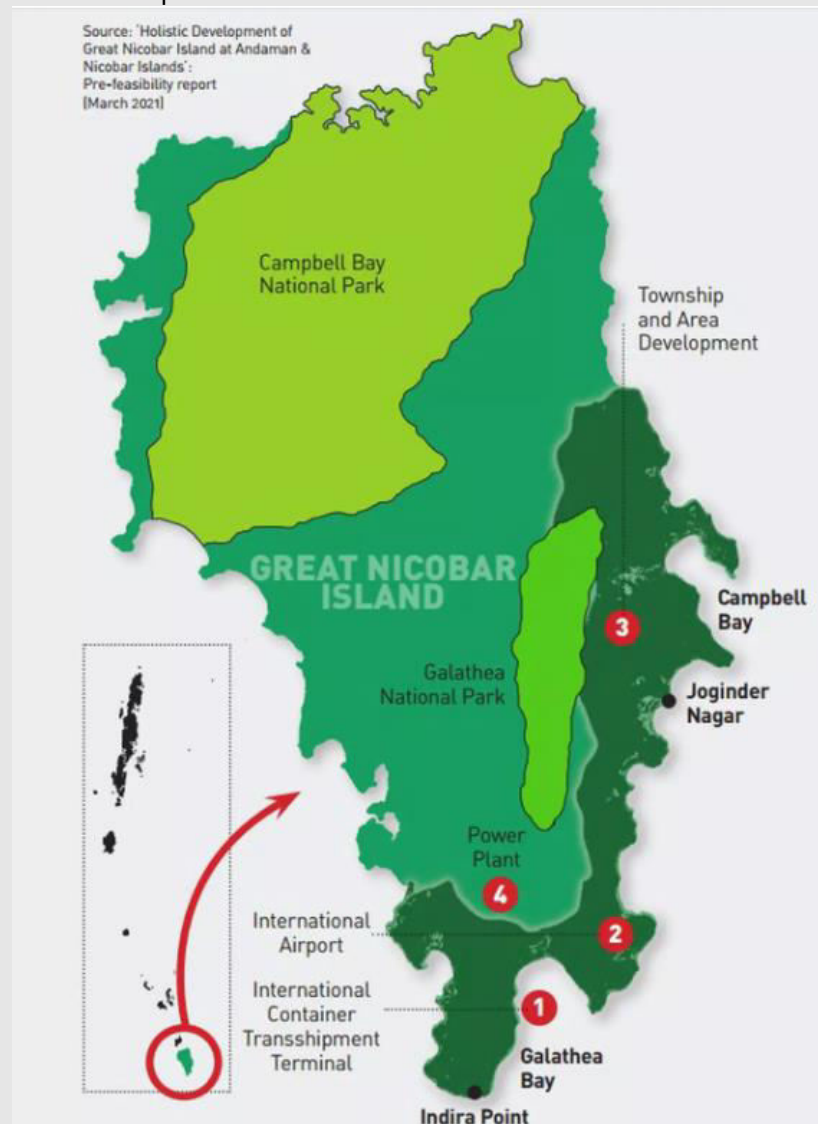 Source: ‘Holistic Development of
Great Nicobar Island at Andaman &
Nicobar Islands’:
Pre-feasibility report
(March 2021)
Campbell Bay
National Park
Township
and Area
Development
GREAT NICOBAR
ISLAND
Campbell
Bay
3
Galathea
National Park
Joginder
Nagar
Power
Plant
4
International
Airport
2
International
Container
Transshipment
Terminal
1
Galathea
Bay
Indira Point